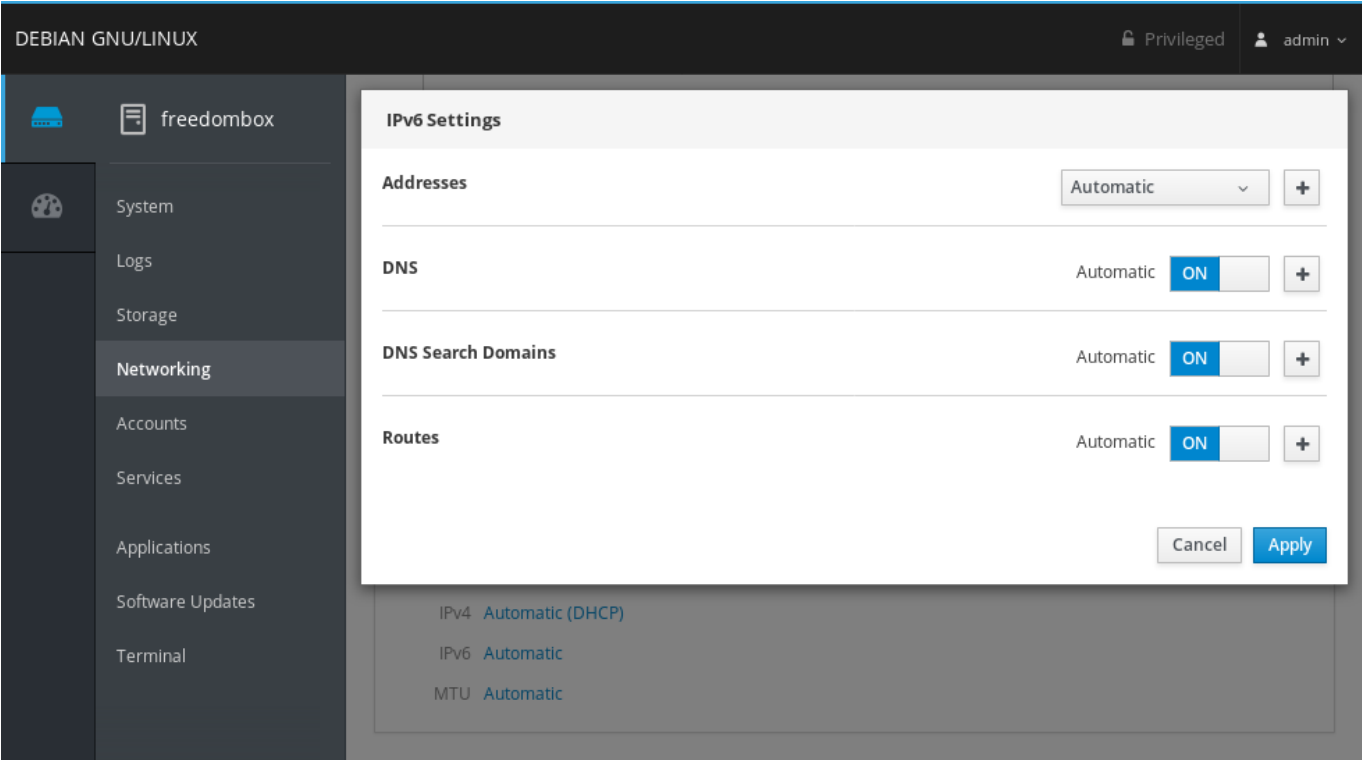 DEBIAN GNU/LINUX
Privileged
admin
freedombox
System
Logs
Storage
Networking
Accounts
Services
Applications
Software Updates
Terminal
IPv6 Settings
Addresses
Automatic
DNS
Automatic ON
DNS Search Domains
Automatic ON
Routes
Automatic ON
Cancel
Apply
IPv4 Automatic (DHCP)
IPv6 Automatic
MTU Automatic